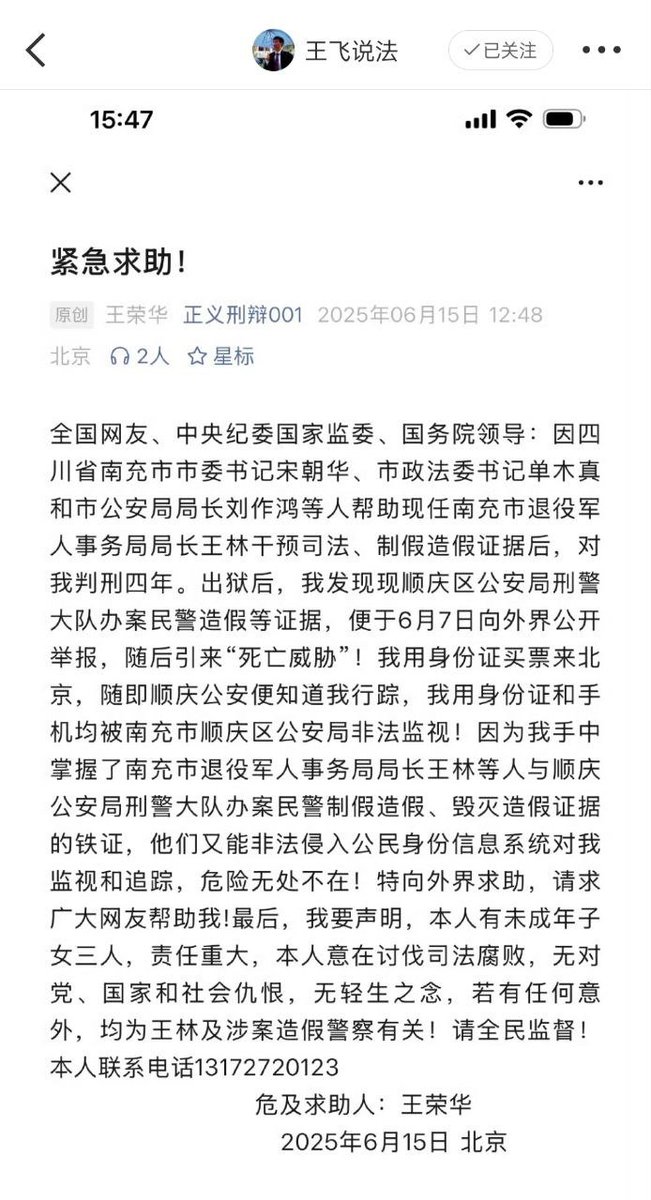 王飞说法
已关注
15:47
紧急求助!
原创 王荣华 正义刑辩001 2025年06月15日 12:48
北京 2人 星标
全国网友、中央纪委国家监委、国务院领导：因四
川省南充市市委书记宋朝华、市政法委书记单木真
和市公安局局长刘作鸿等人帮助现任南充市退役军
人事务局局长王林干预司法、制假造假证据后，对
我判刑四年。出狱后，我发现现顺庆区公安局刑警
大队办案民警造假等证据，便于6月7日向外界公开
举报，随后引来“死亡威胁”！我用身份证买票来北
京，随即顺庆公安便知道我行踪，我用身份证和手
机均被南充市顺庆区公安局非法监视！因为我手中
掌握了南充市退役军人事务局局长王林等人与顺庆
公安局刑警大队办案民警制假造假、毁灭造假证据
的铁证，他们又能非法侵入公民身份信息系统对我
监视和追踪，危险无处不在！特向外界求助，请求
广大网友帮助我!最后，我要声明，本人有未成年子
女三人，责任重大，本人意在讨伐司法腐败，无对
党、国家和社会仇恨，无轻生之念，若有任何意
外，均为王林及涉案造假警察有关！请全民监督！
本人联系电话13172720123
危及求助人：王荣华
2025年6月15日 北京